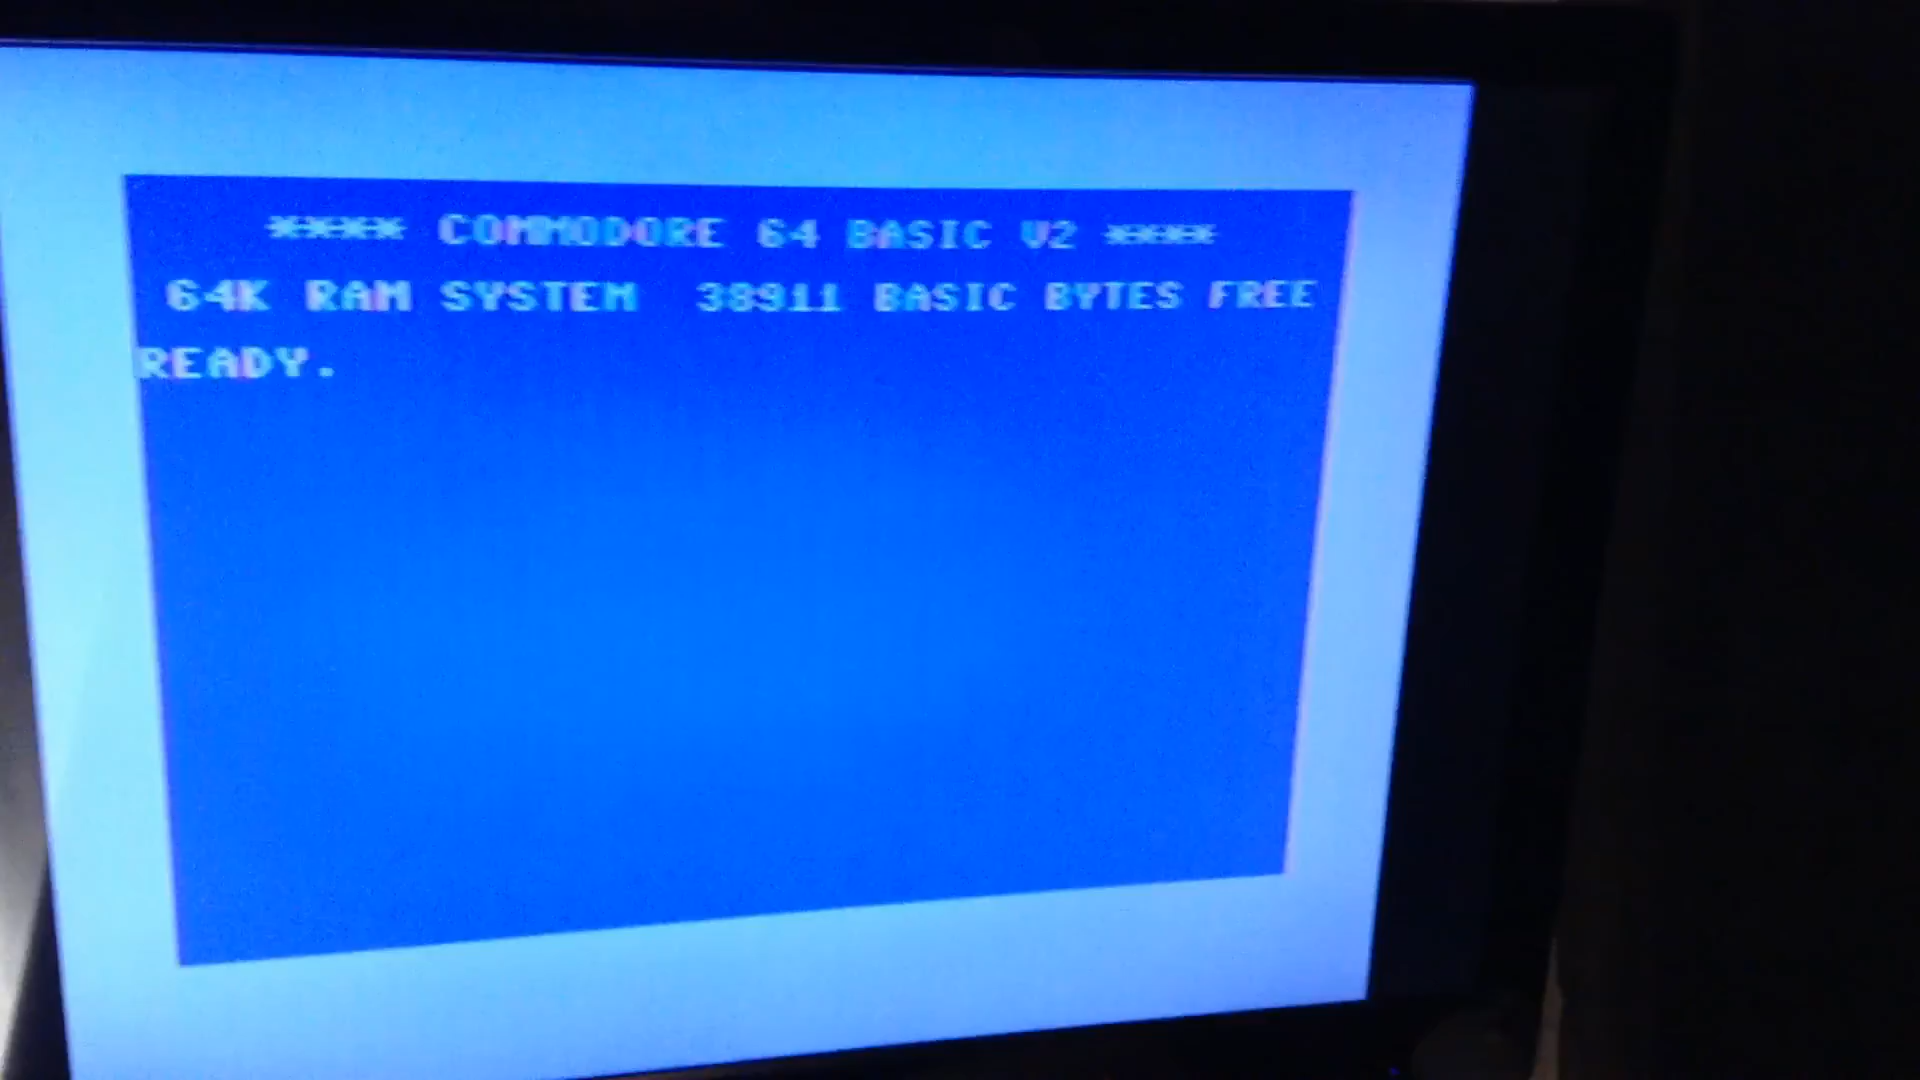 **** COMMODORE 64 BASIC V2 ****
64K RAM SYSTEM 38911 BASIC BYTES FREE
READY.